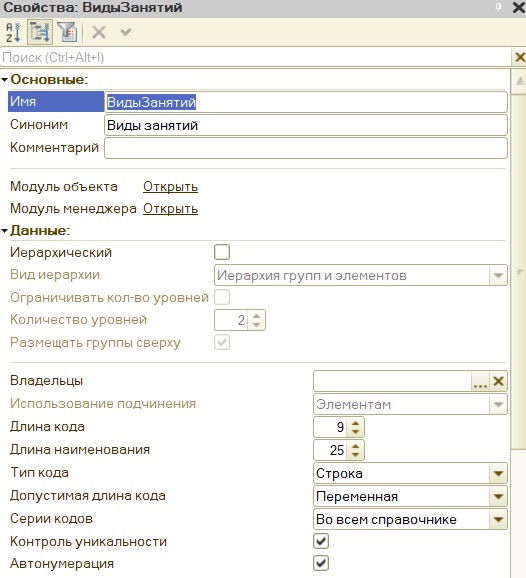 Свойства: ВидыЗанятий
Поиск (Ctrl+Alt+I)
Основные:
Имя ВидыЗанятий
Синоним Виды занятий
Комментарий
Модуль объекта Открыть
Модуль менеджера Открыть
Данные:
Иерархический
Вид иерархии Иерархия групп и элементов
Ограничивать кол-во уровней
Количество уровней 2
Размещать группы сверху
Владельцы ...
Использование подчинения Элементам
Длина кода 9
Длина наименования 25
Тип кода Строка
Допустимая длина кода Переменная
Серии кодов Во всем справочнике
Контроль уникальности
Автонумерация